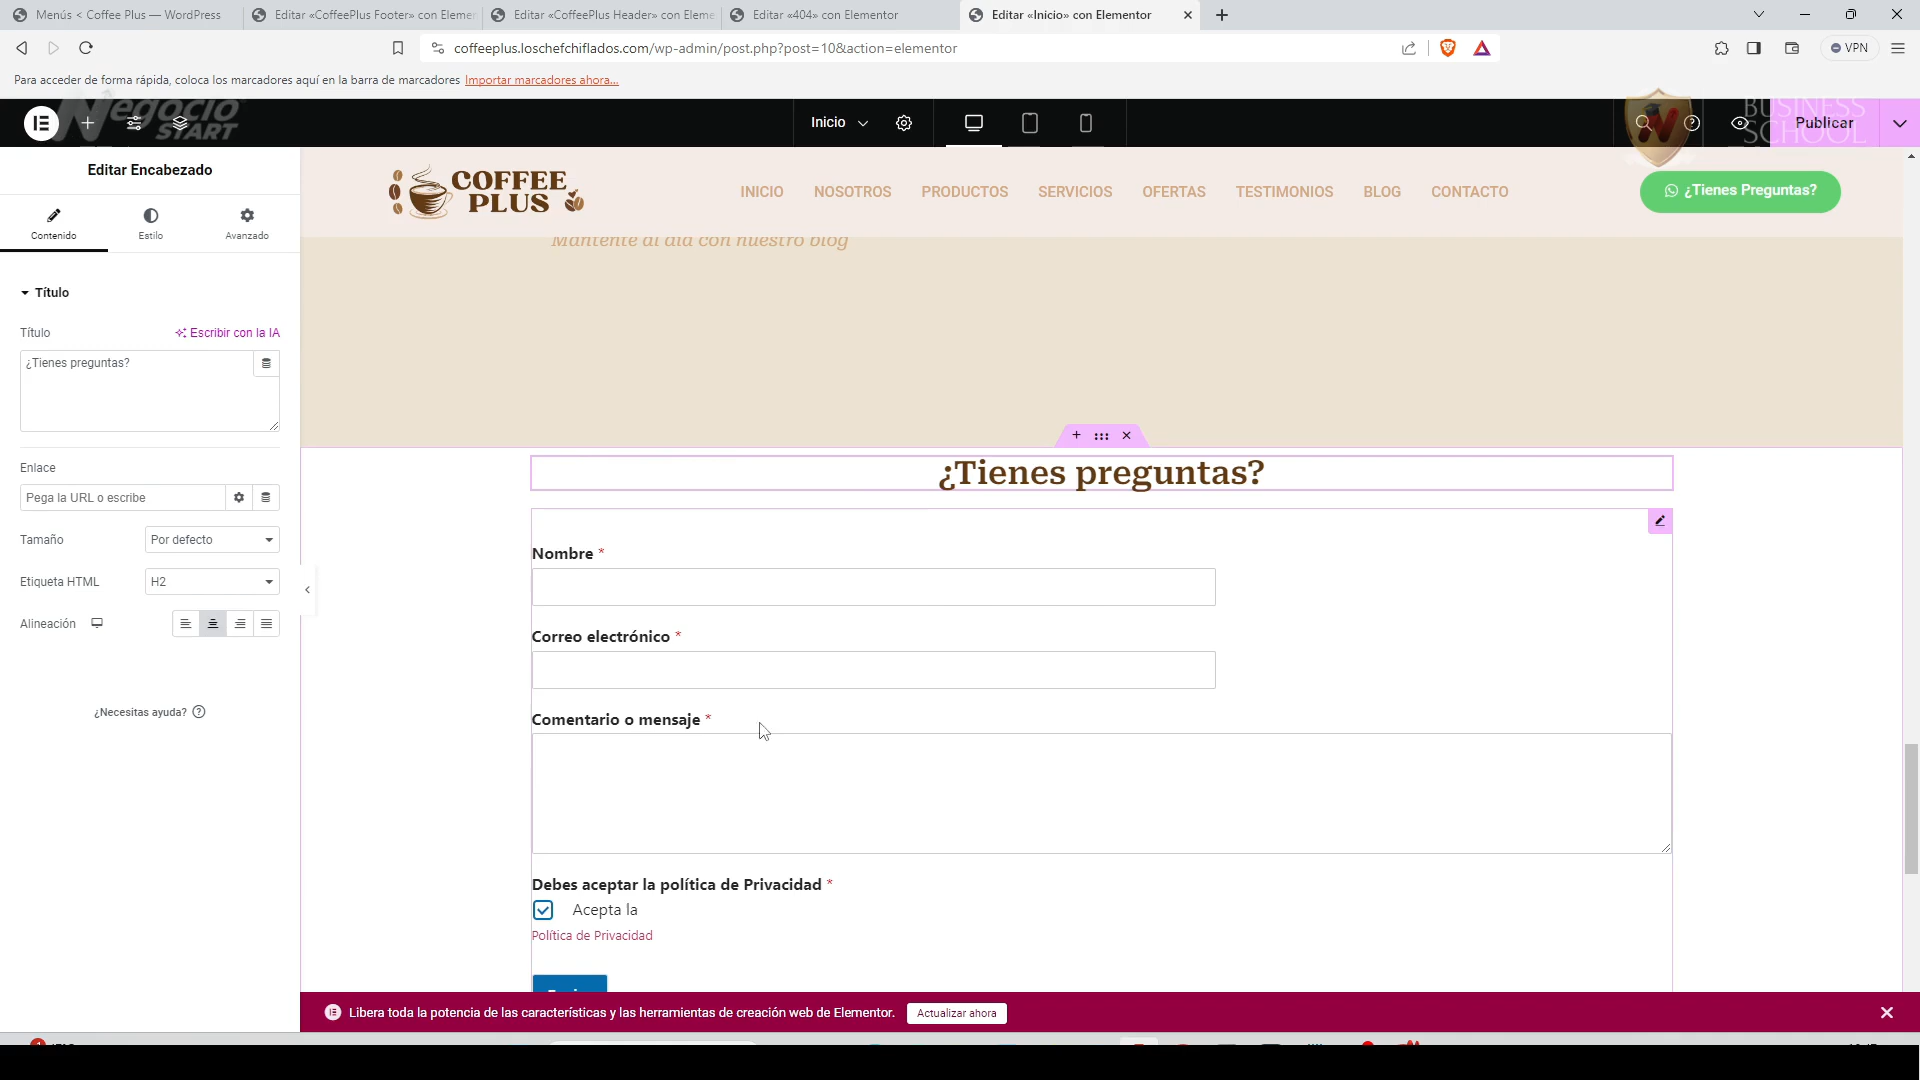 Menús < Coffee Plus — WordPress
Editar «CoffeePlus Footer» con Eleme
Editar «CoffeePlus Header» con Eleme
Editar «404» con Elementor
Editar «Inicio» con Elementor
coffeeplus.loschefchiflados.com/wp-admin/post.php?post=10&action=elementor
VPN
Para acceder de forma rápida, coloca los marcadores aquí en la barra de marcadores Importar marcadores ahora...
Negocio START
Inicio
BUSINESS SCHOOL
Publicar
Editar Encabezado
Contenido
Estilo
Avanzado
Título
Título
Escribir con la IA
¿Tienes preguntas?
Enlace
Pega la URL o escribe
Tamaño
Por defecto
Etiqueta HTML
H2
Alineación
¿Necesitas ayuda?
COFFEE PLUS
INICIO
NOSOTROS
PRODUCTOS
SERVICIOS
OFERTAS
TESTIMONIOS
BLOG
CONTACTO
¿Tienes Preguntas?
Mantente al día con nuestro blog
¿Tienes preguntas?
Nombre *
Correo electrónico *
Comentario o mensaje *
Debes aceptar la política de Privacidad *
Acepta la
Política de Privacidad
Libera toda la potencia de las características y las herramientas de creación web de Elementor.
Actualizar ahora